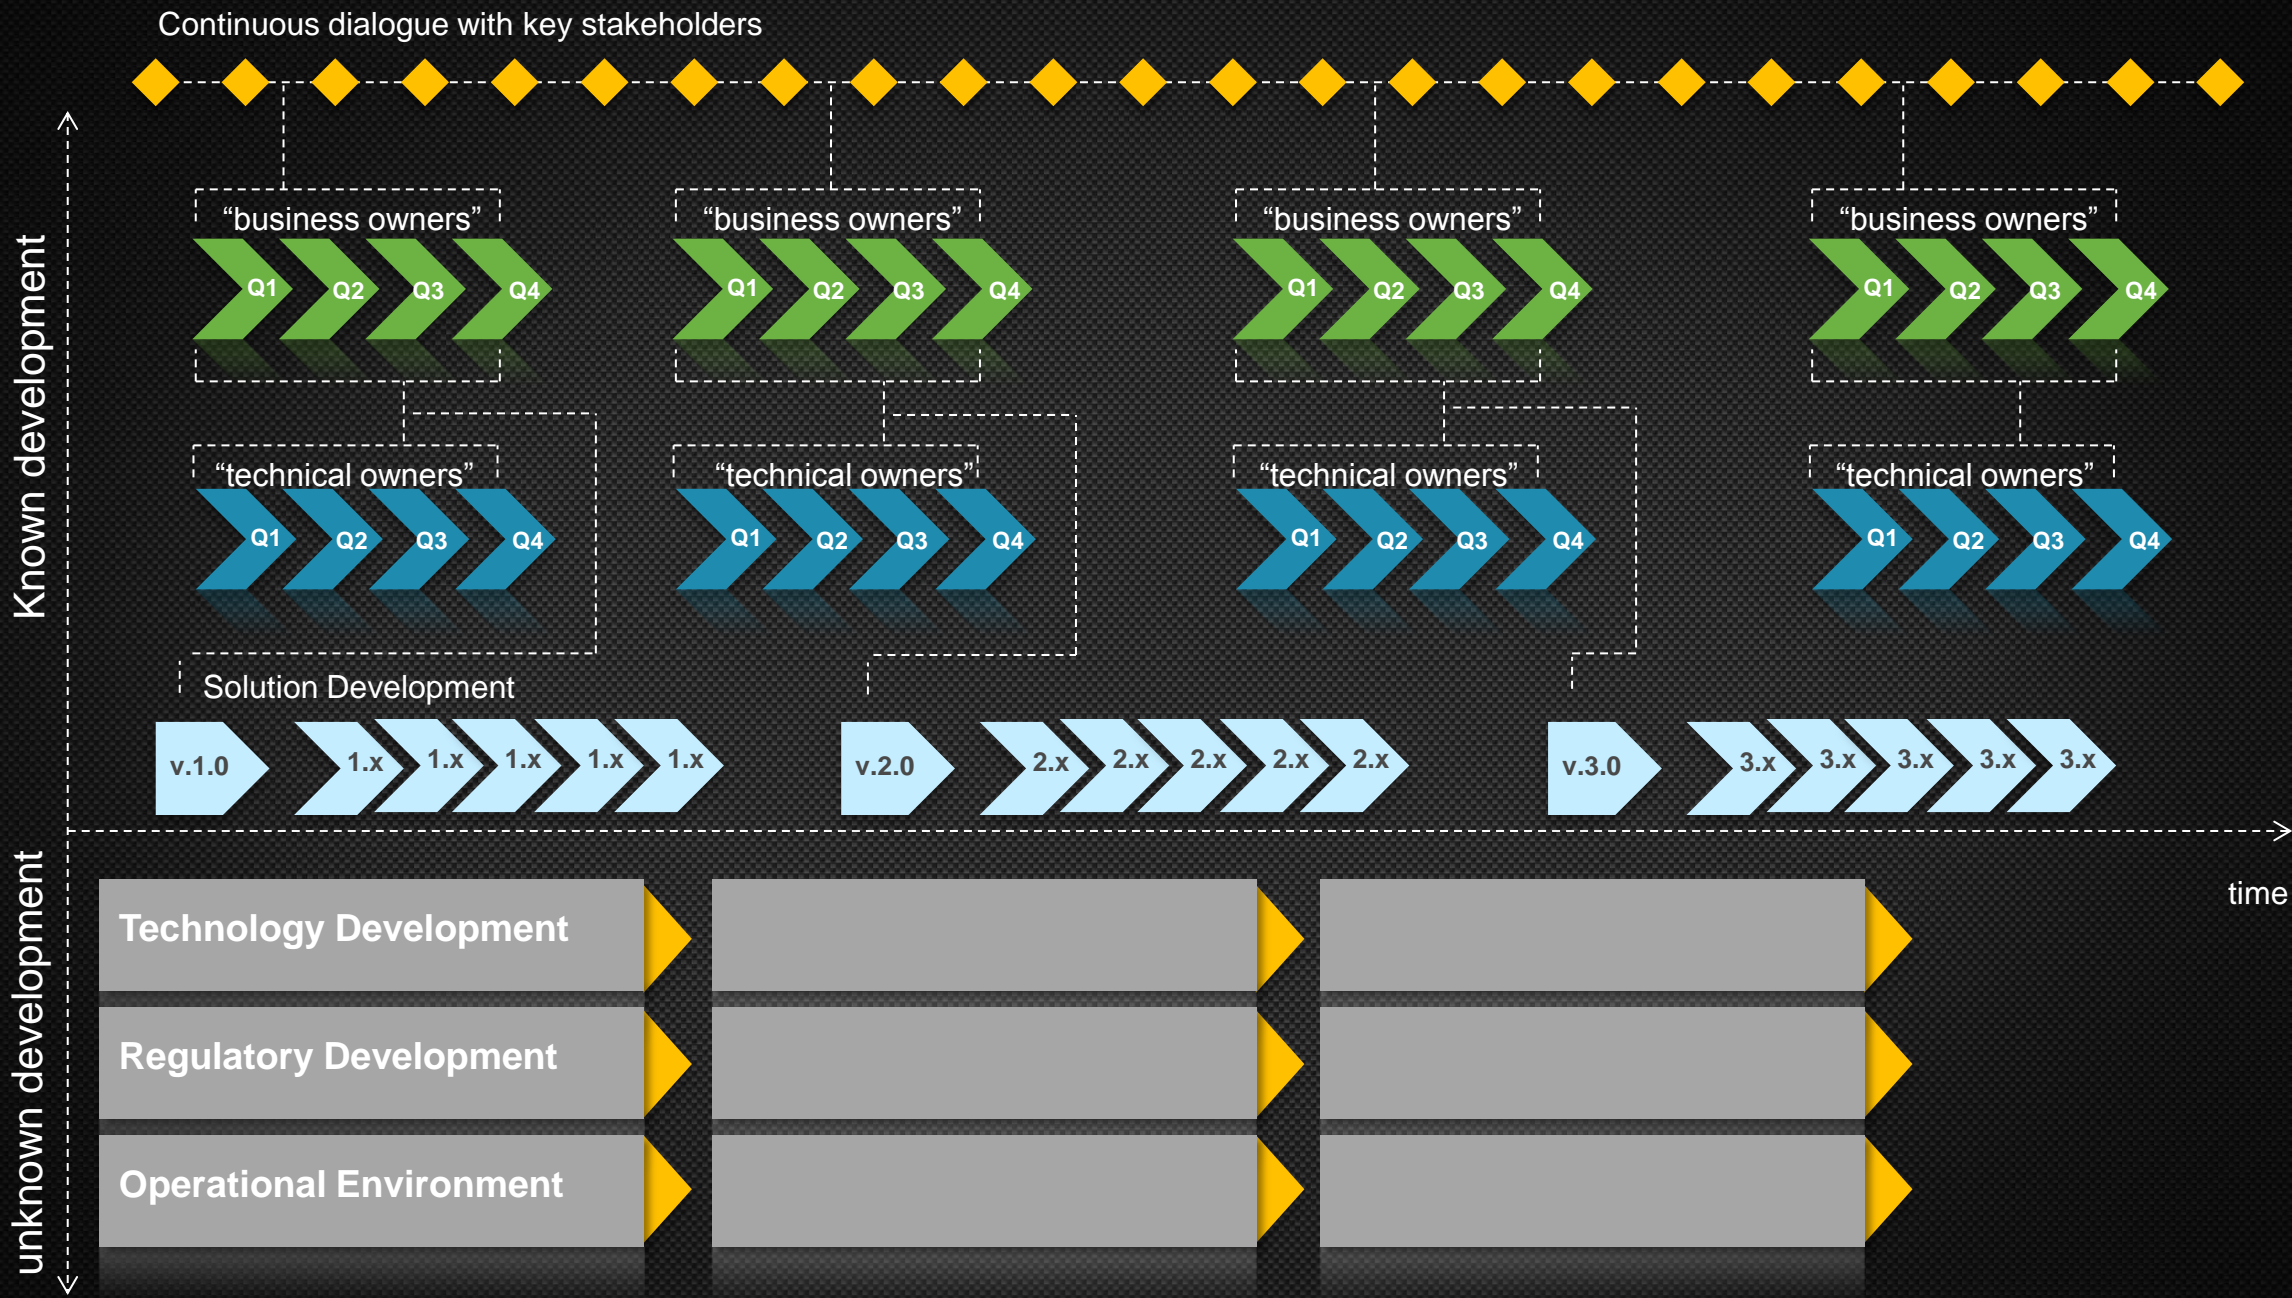 Continuous dialogue with key stakeholders
Known development
“business owners”
Q1 Q2 Q3 Q4
“business owners”
Q1 Q2 Q3 Q4
“business owners”
Q1 Q2 Q3 Q4
“business owners”
Q1 Q2 Q3 Q4
“technical owners”
Q1 Q2 Q3 Q4
“technical owners”
Q1 Q2 Q3 Q4
“technical owners”
Q1 Q2 Q3 Q4
“technical owners”
Q1 Q2 Q3 Q4
Solution Development
v.1.0 1.x 1.x 1.x 1.x 1.x
v.2.0 2.x 2.x 2.x 2.x 2.x
v.3.0 3.x 3.x 3.x 3.x 3.x
time
unknown development
Technology Development
Regulatory Development
Operational Environment